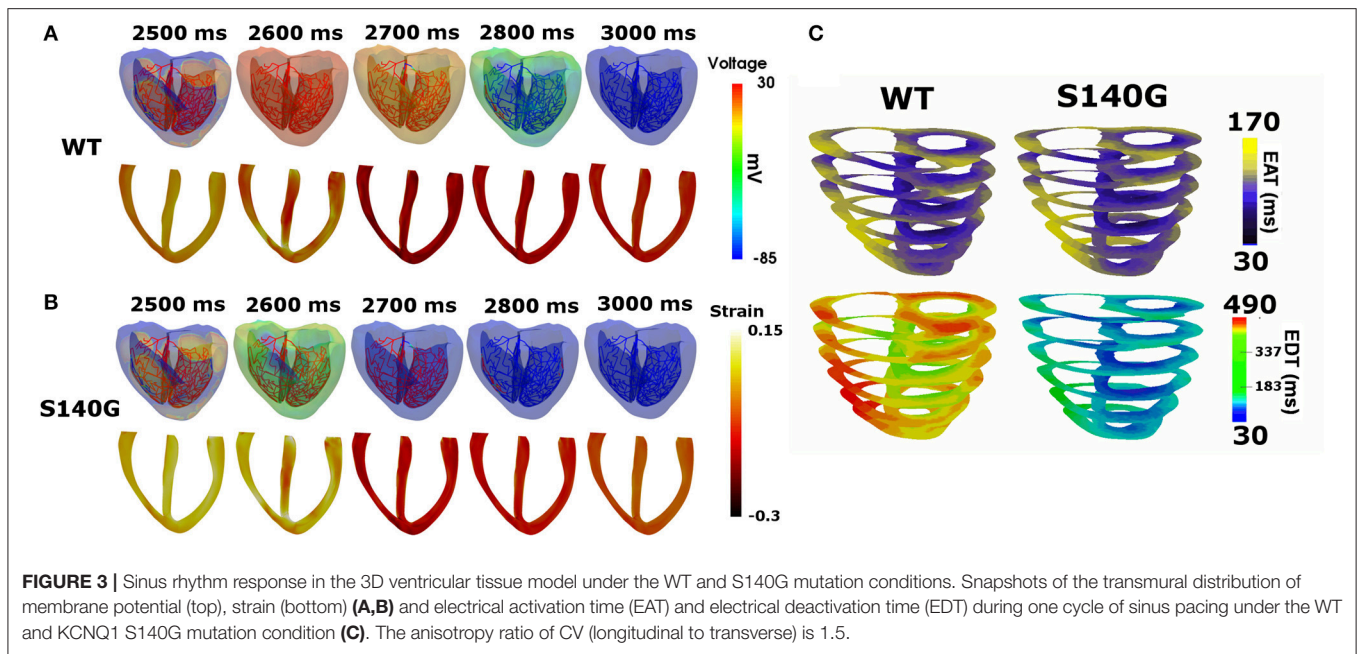 A
2500 ms 2600 ms 2700 ms 2800 ms 3000 ms
WT
Voltage
30
mV
-85
B
2500 ms 2600 ms 2700 ms 2800 ms 3000 ms
S140G
Strain
0.15
-0.3
C
WT S140G
170
EAT (ms)
30
490
337
183
EDT (ms)
30
FIGURE 3 | Sinus rhythm response in the 3D ventricular tissue model under the WT and S140G mutation conditions. Snapshots of the transmural distribution of
membrane potential (top), strain (bottom) (A,B) and electrical activation time (EAT) and electrical deactivation time (EDT) during one cycle of sinus pacing under the WT
and KCNQ1 S140G mutation condition (C). The anisotropy ratio of CV (longitudinal to transverse) is 1.5.